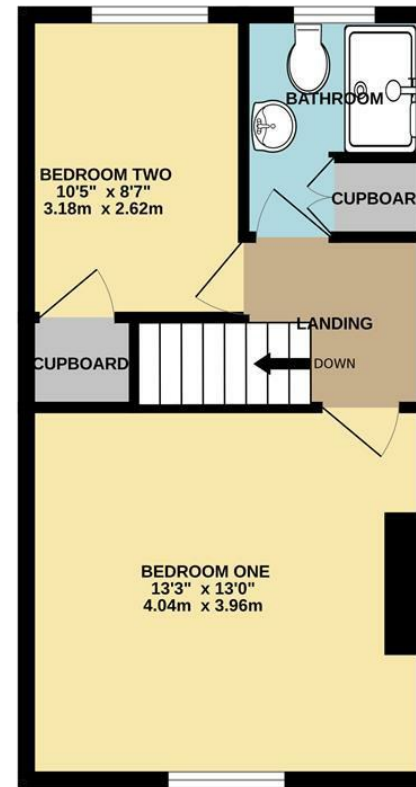 BATHROOM
BEDROOM TWO
10'5" x 8'7"
3.18m x 2.62m
CUPBOAR
LANDING
CUPBOARD
DOWN
BEDROOM ONE
13'3" x 13'0"
4.04m x 3.96m